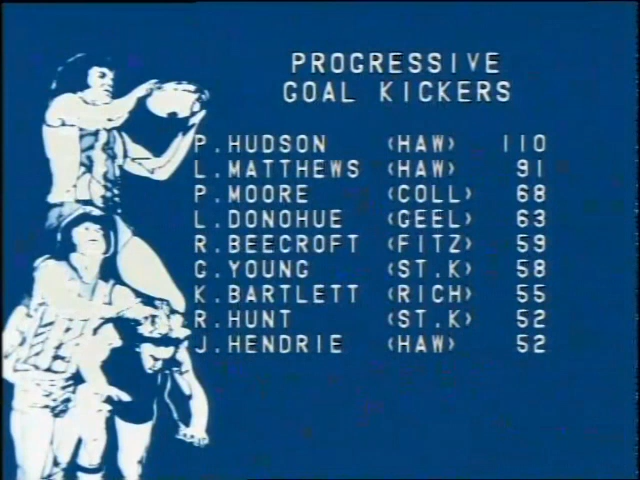 PROGRESSIVE
GOAL KICKERS
P.HUDSON (HAW) 110
L.MATTHEWS (HAW) 91
P.MOORE (COLL) 68
L.DONOHUE (GEEL) 63
R.BEECROFT (FITZ) 59
G.YOUNG (ST.K) 58
K.BARTLETT (RICH) 55
R.HUNT (ST.K) 52
J.HENDRIE (HAW) 52